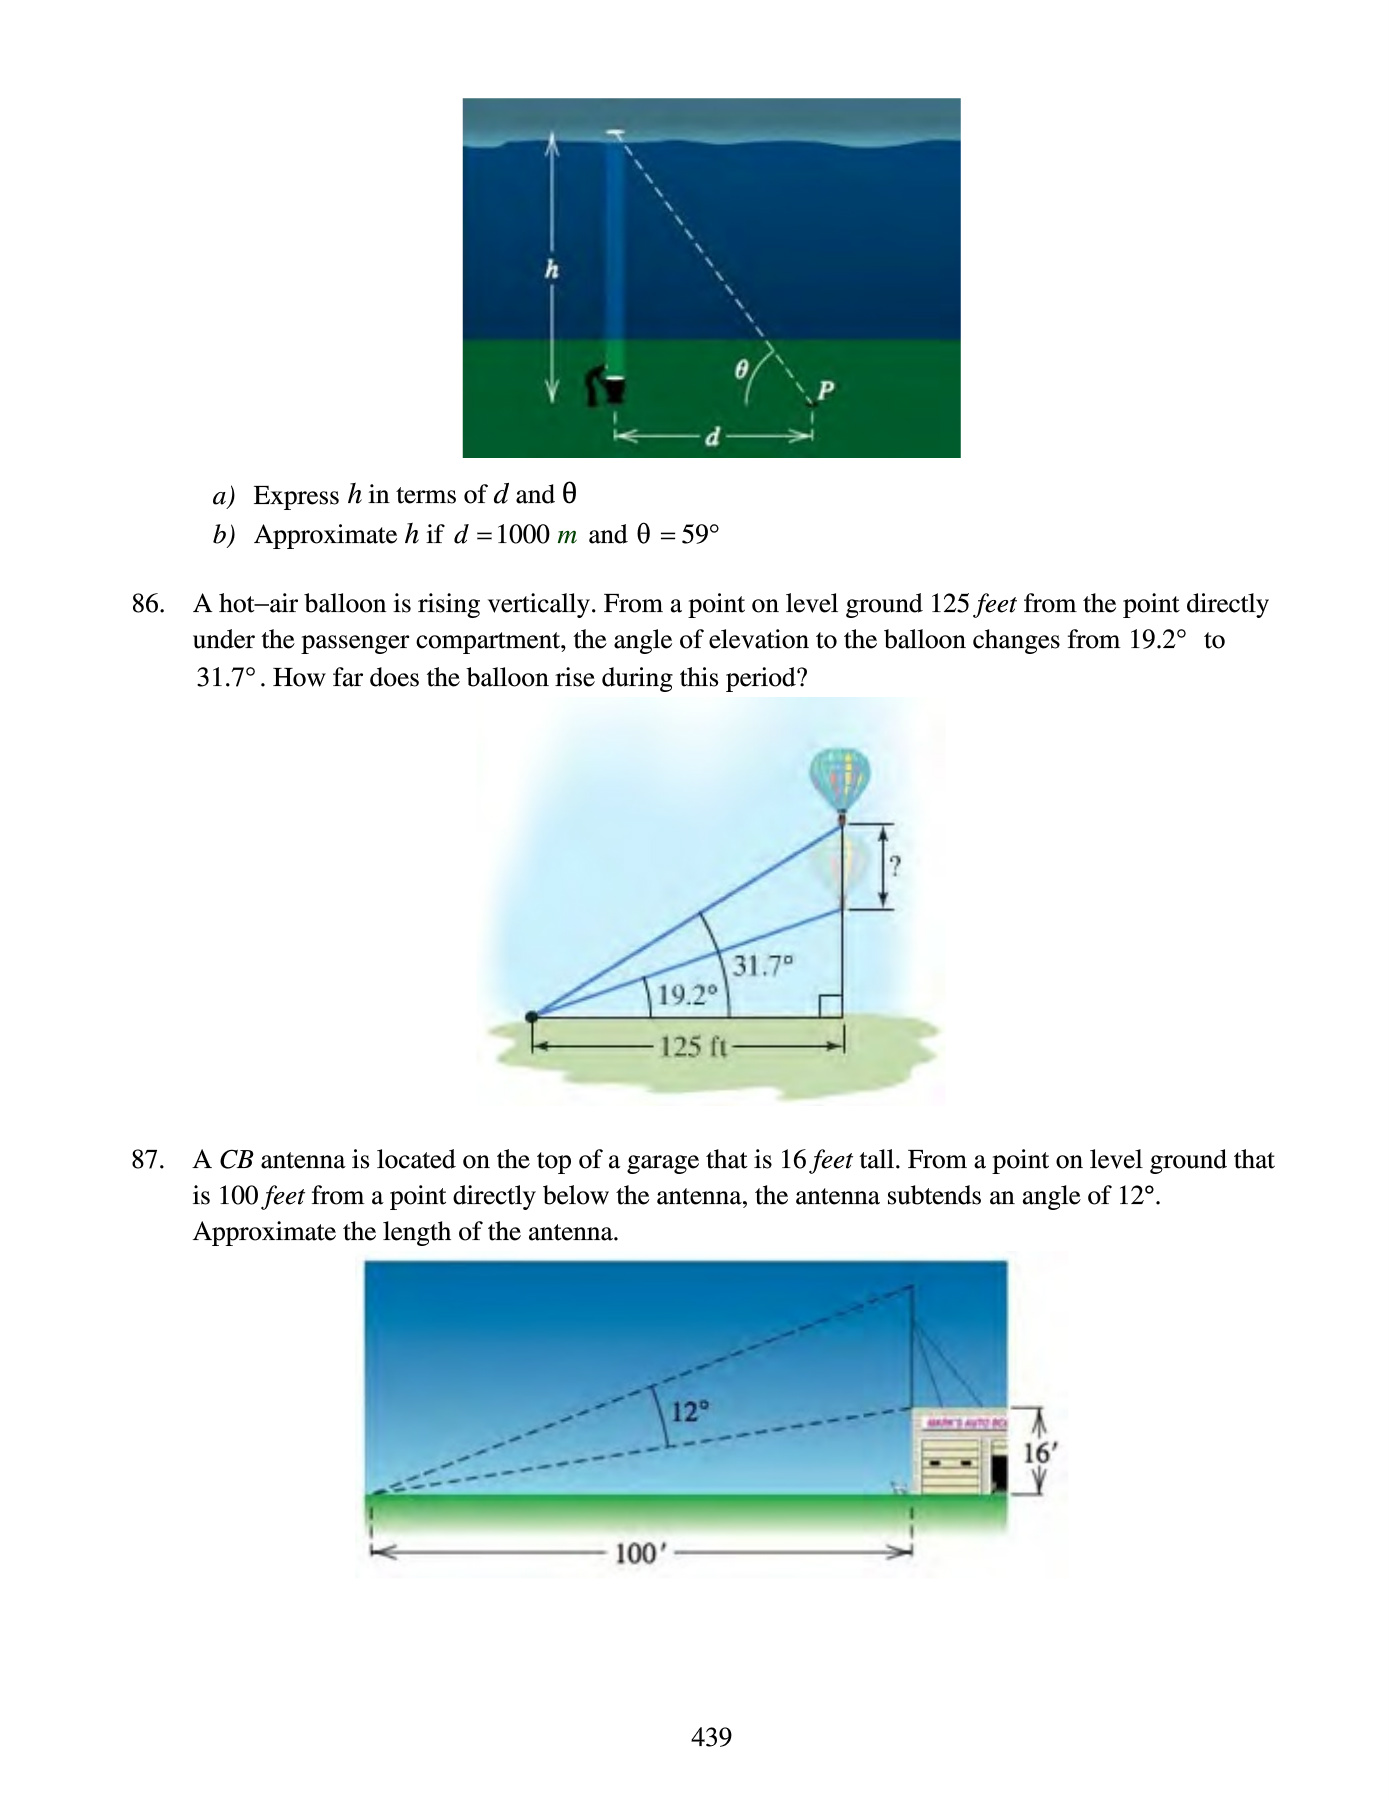 h
θ
P
d
a) Express h in terms of d and θ
b) Approximate h if d = 1000 m and θ = 59°
86. A hot–air balloon is rising vertically. From a point on level ground 125 feet from the point directly
under the passenger compartment, the angle of elevation to the balloon changes from 19.2° to
31.7°. How far does the balloon rise during this period?
?
31.7°
19.2°
125 ft
87. A CB antenna is located on the top of a garage that is 16 feet tall. From a point on level ground that
is 100 feet from a point directly below the antenna, the antenna subtends an angle of 12°.
Approximate the length of the antenna.
12°
MARK'S AUTO
16′
100′
439